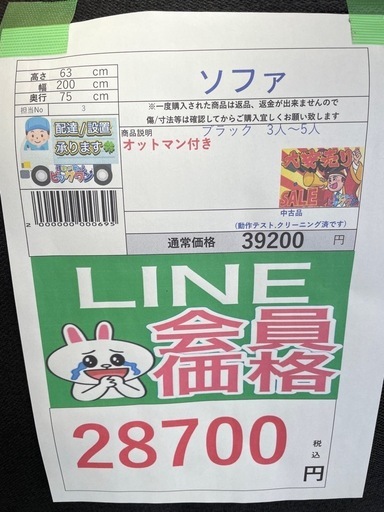 高さ 63 cm
幅 200 cm
奥行 75 cm
担当No 3
ソファ
※一度購入された商品は返品、返金が出来ませんので
傷/寸法等は確認してからご購入宜しくお願い致します
配達/設置
承ります
商品説明
ブラック 3人～5人
オットマン付き
SALE
中古品
(動作テスト,クリーニング済です)
2 000000 000695
通常価格 39200 円
LINE
会員
価格
28700
税込
円